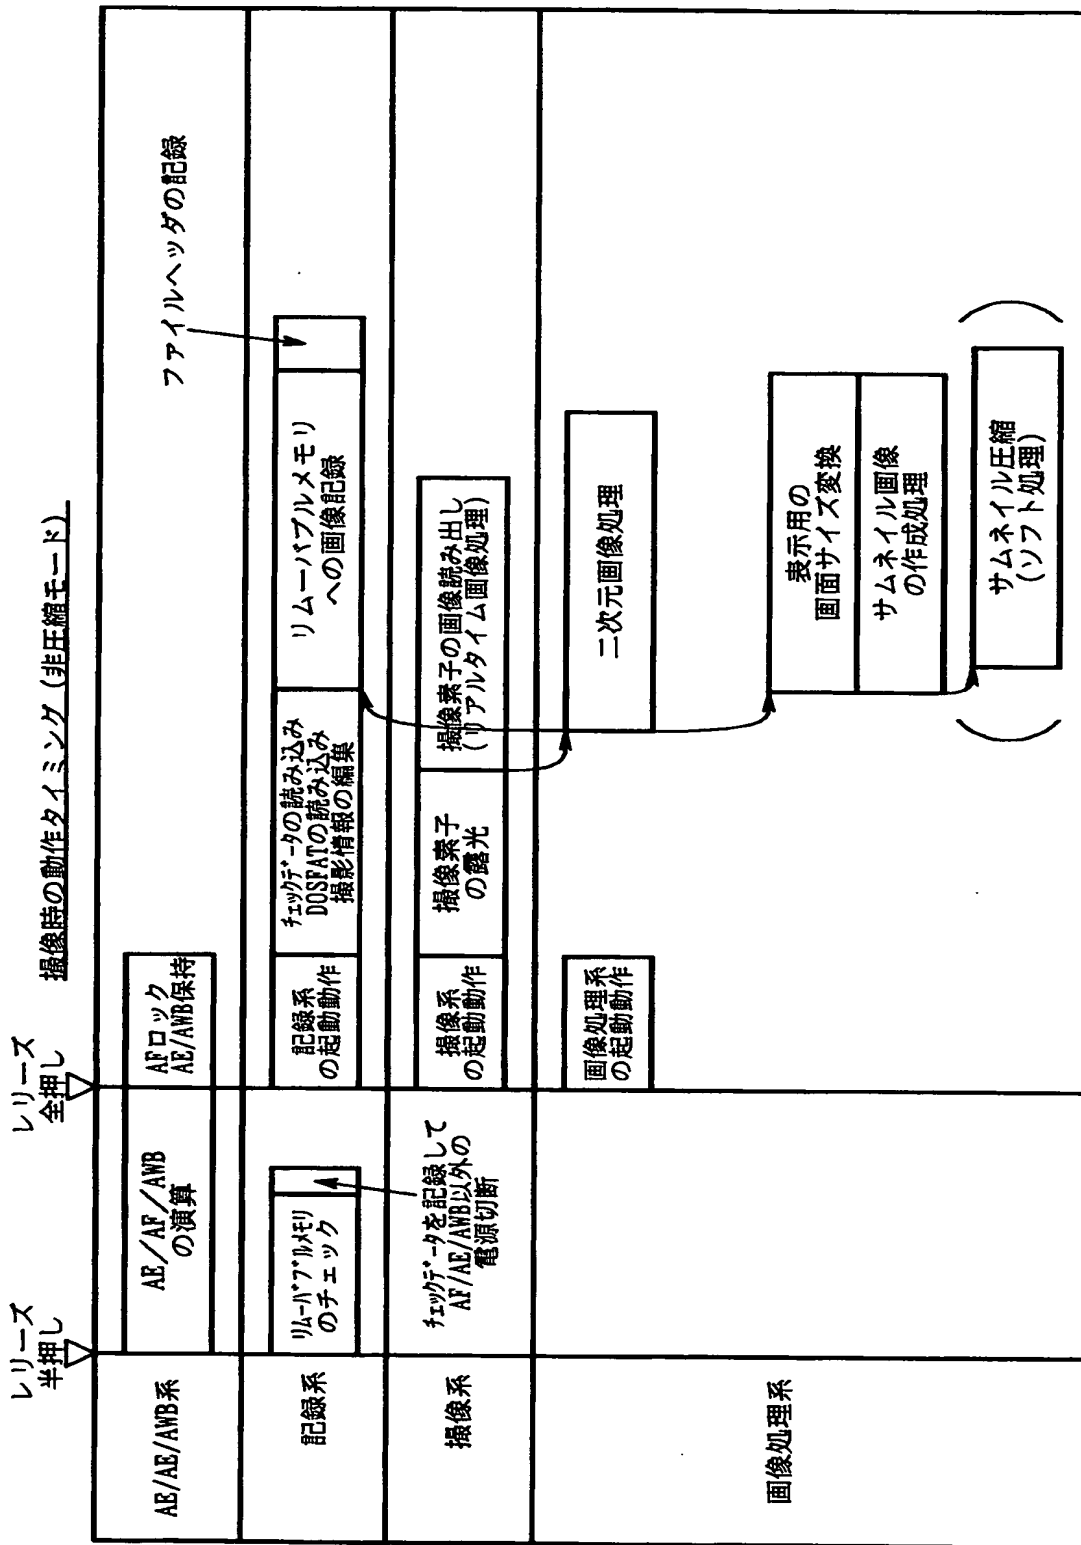 撮像時の動作タイミング (非圧縮モード)
レリーズ
半押し
レリーズ
全押し
AE/AE/AWB系
AE/AF/AWB
の演算
AFロック
AE/AWB保持
ファイルヘッダの記録
記録系
リムーバブルメモリ
のチェック
記録系
の起動動作
チェックデータの読み込み
DOSFATの読み込み
撮影情報の編集
リムーバブルメモリ
への画像記録
撮像系
チェックデータを記録して
AF/AE/AWB以外の
電源切断
撮像系
の起動動作
撮像素子
の露光
撮像素子の画像読み出し
(リアルタイム画像処理)
画像処理系
画像処理系
の起動動作
二次元画像処理
表示用の
画面サイズ変換
サムネイル画像
の作成処理
サムネイル圧縮
(ソフト処理)